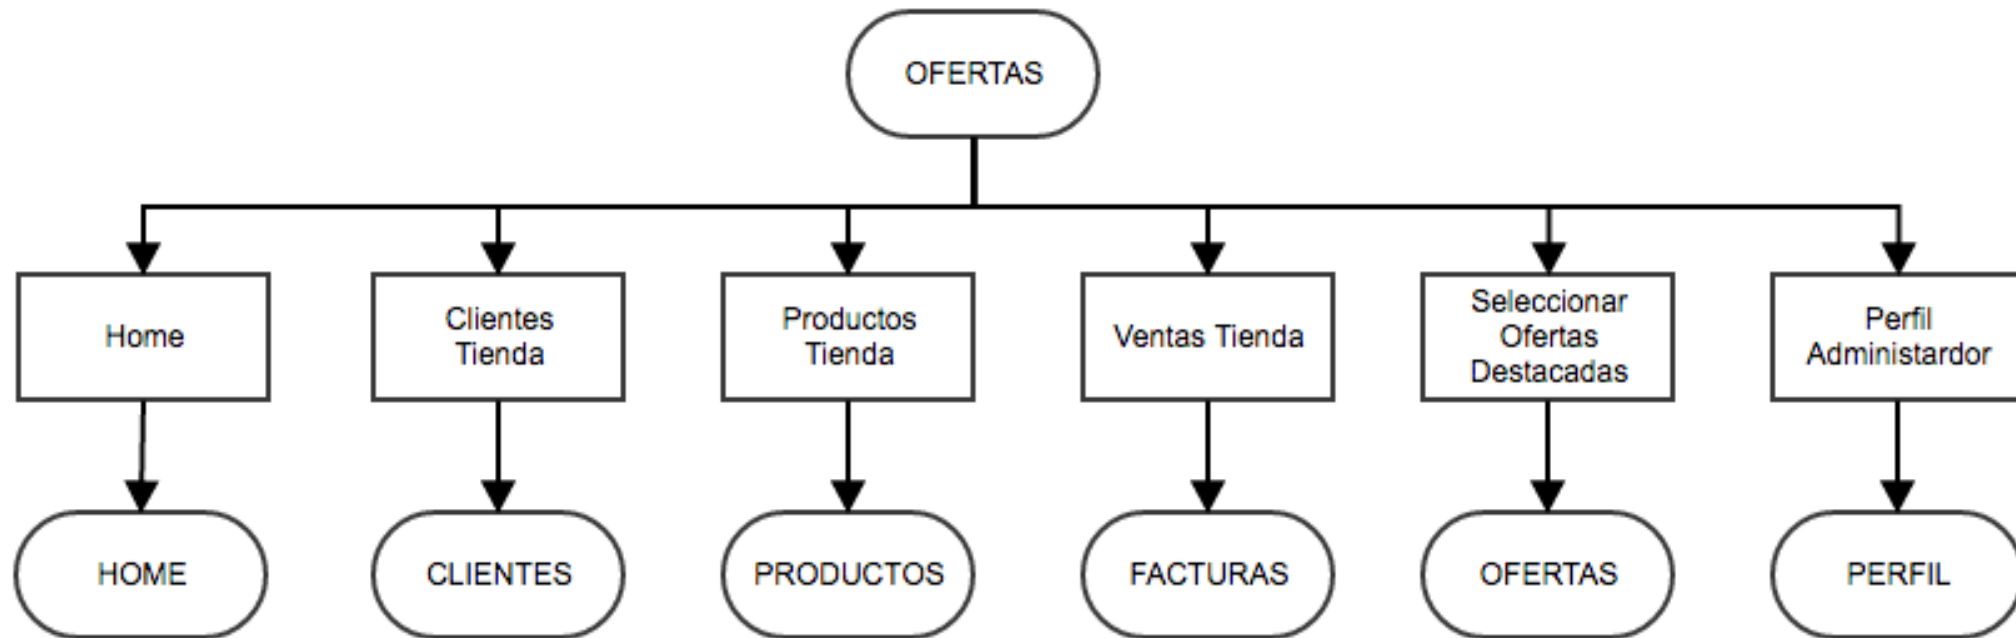 OFERTAS
Home
Clientes
Tienda
Productos
Tienda
Ventas Tienda
Seleccionar
Ofertas
Destacadas
Perfil
Administardor
HOME
CLIENTES
PRODUCTOS
FACTURAS
OFERTAS
PERFIL